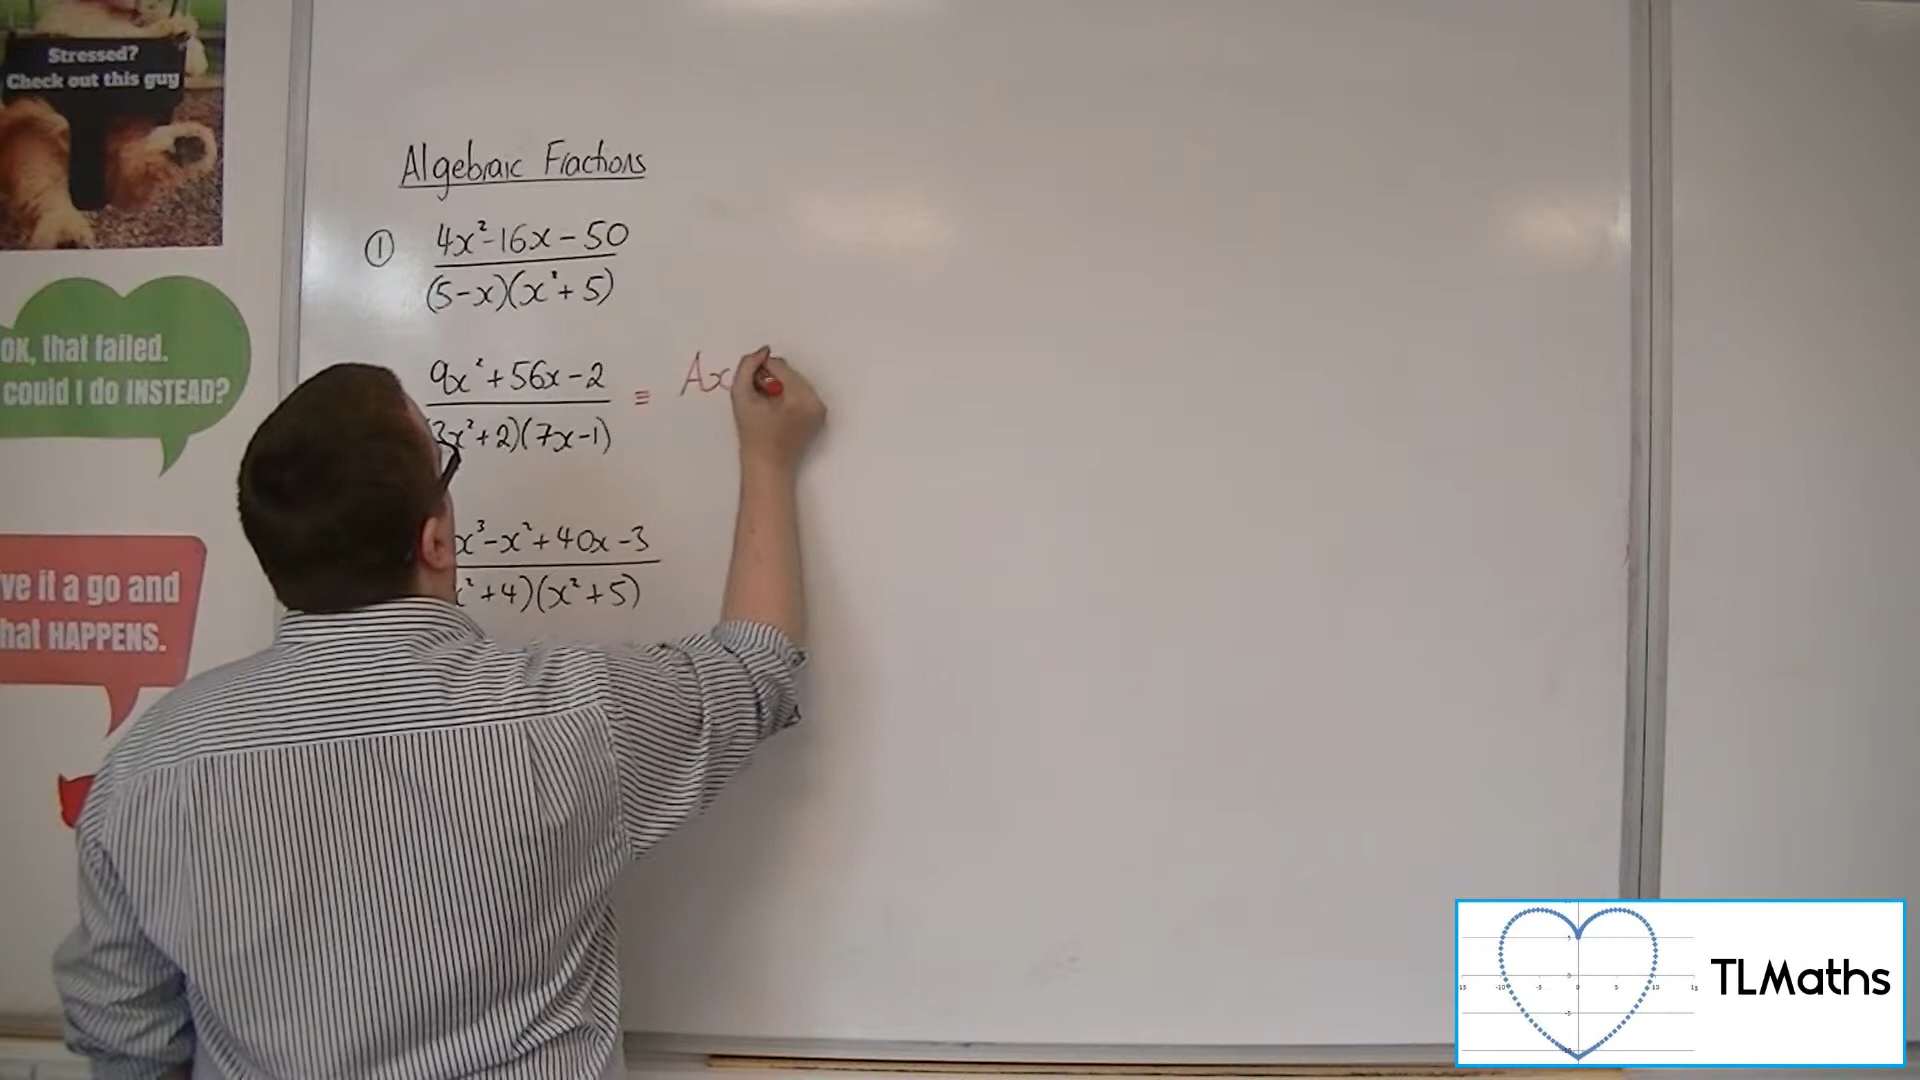 Stressed?
Check out this guy
Algebraic Fractions
① 4x²-16x-50
(5-x)(x²+5)
OK, that failed.
could I do INSTEAD?
9x²+56x-2 ≡ Ax
3x²+2)(7x-1)
x³-x²+40x-3
²+4)(x²+5)
ve it a go and
hat HAPPENS.
TLMaths